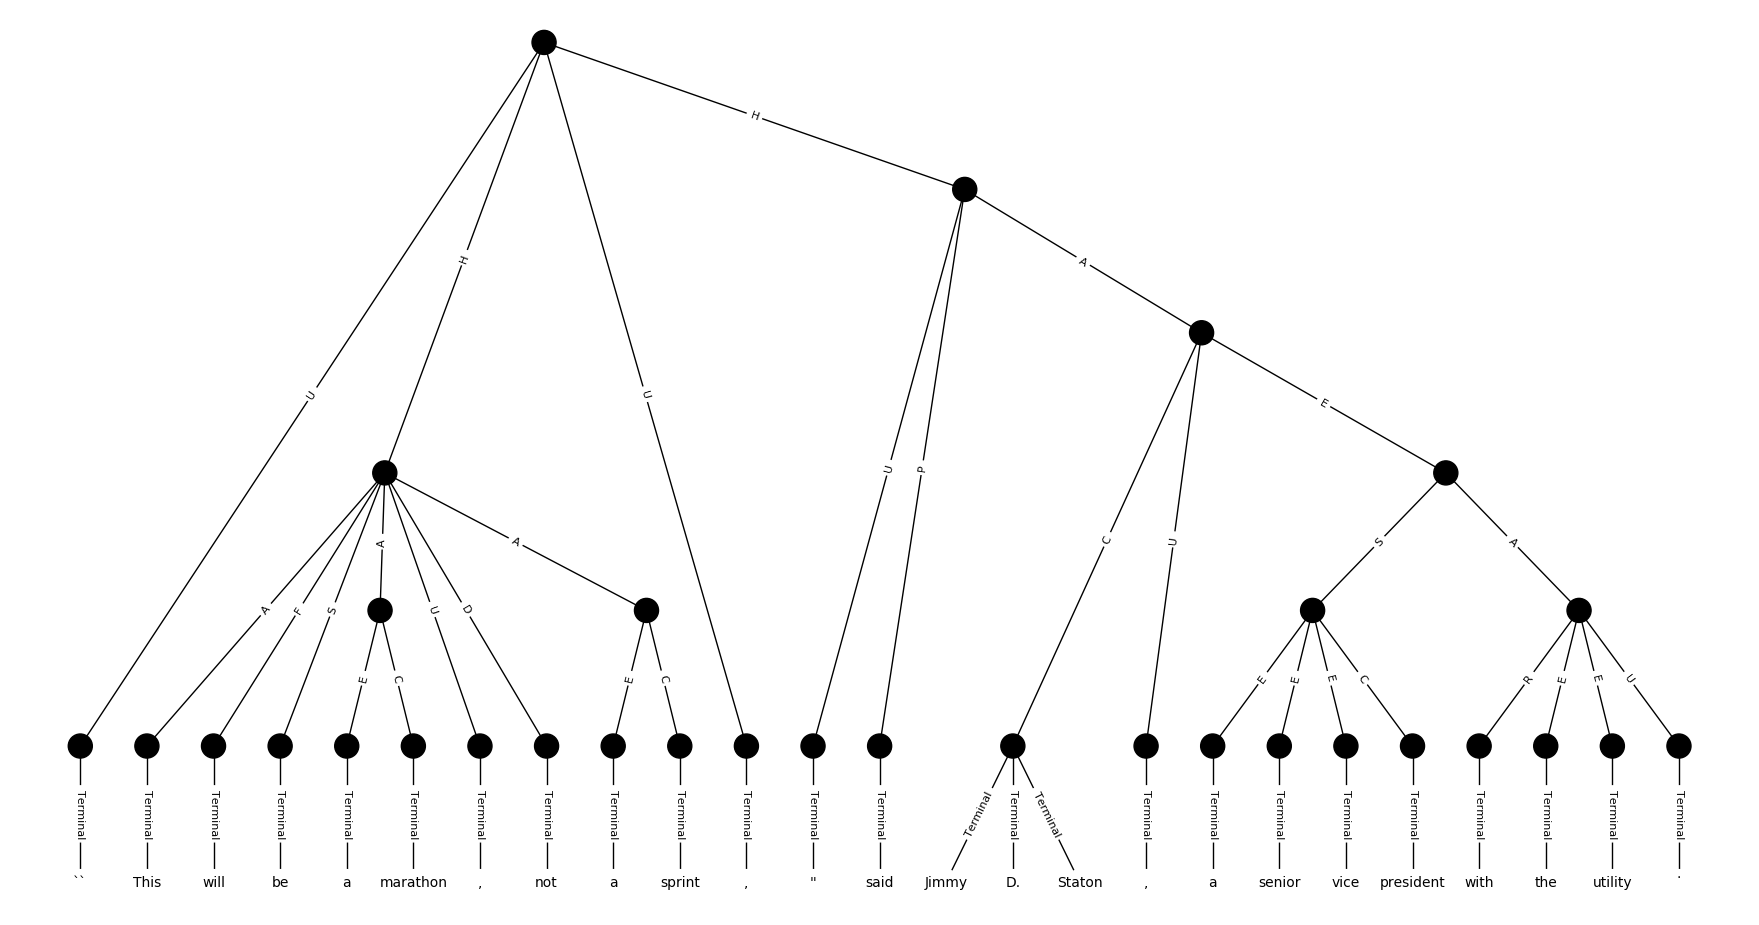 H
A
H
E
U
U
U
P
C
U
A
A
S
A
A
F
S
U
D
E
C
E
C
E
E
E
C
R
E
E
U
Terminal Terminal Terminal Terminal Terminal Terminal Terminal Terminal Terminal Terminal Terminal Terminal Terminal Terminal Terminal Terminal Terminal Terminal Terminal Terminal Terminal Terminal Terminal Terminal Terminal
`` This will be a marathon , not a sprint , " said Jimmy D. Staton , a senior vice president with the utility .